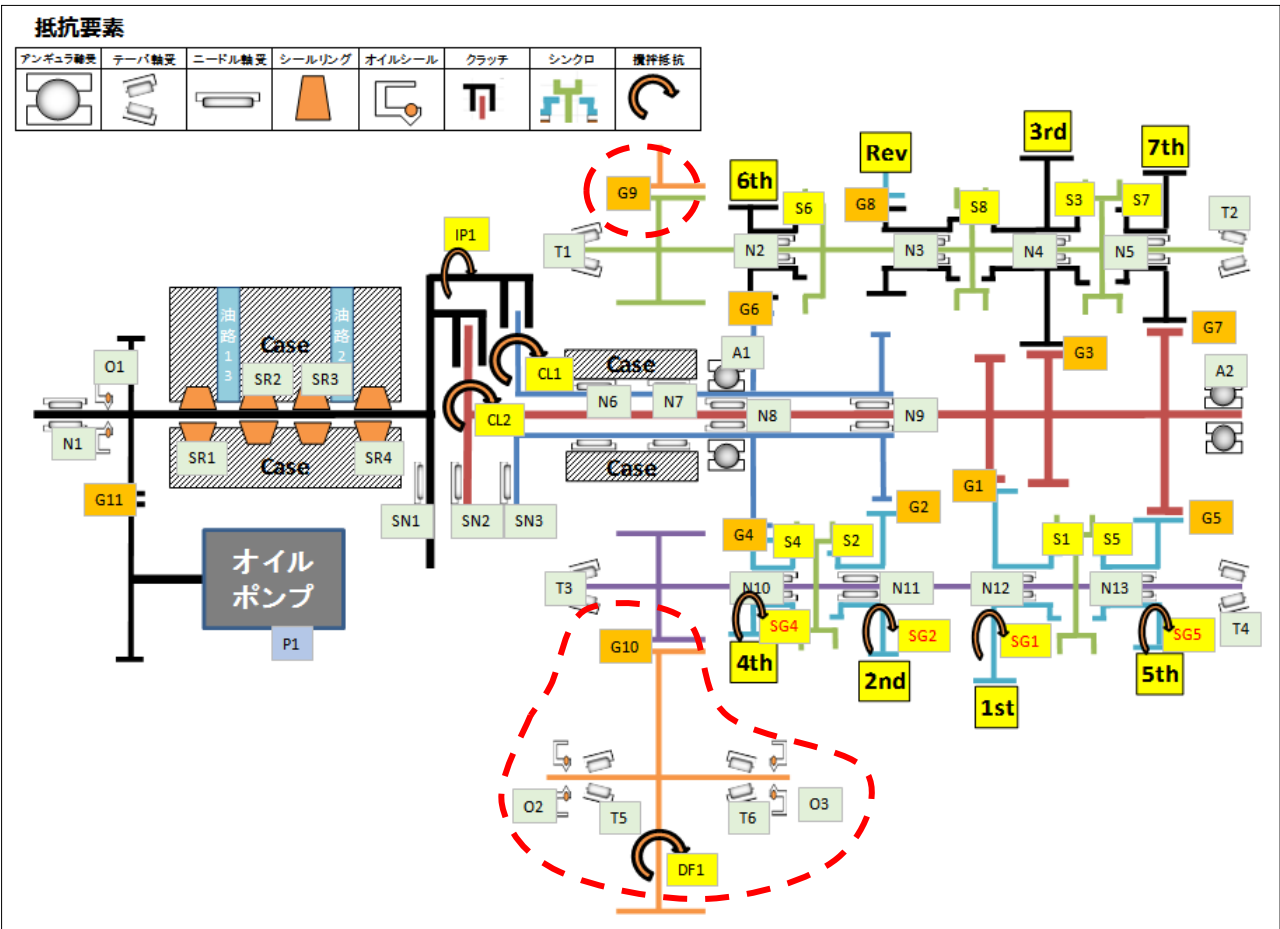 抵抗要素
アンギュラ軸受 テーパ軸受 ニードル軸受 シールリング オイルシール クラッチ シンクロ 攪拌抵抗
3rd
7th
Rev
6th
G9
S6
G8
S8
S3
S7
T2
IP1
T1
N2
N3
N4
N5
G6
油路13
油路2
Case
G7
G3
O1
SR2
SR3
Case
A1
A2
CL1
N6
N7
CL2
N8
N9
N1
SR1
Case
SR4
Case
G11
SN1
SN2
SN3
G1
G2
G5
G4
S4
S2
S1
S5
オイル
ポンプ
T3
N10
N11
N12
N13
T4
P1
G10
SG4
SG2
SG1
SG5
4th
2nd
1st
5th
O2
T5
T6
O3
DF1